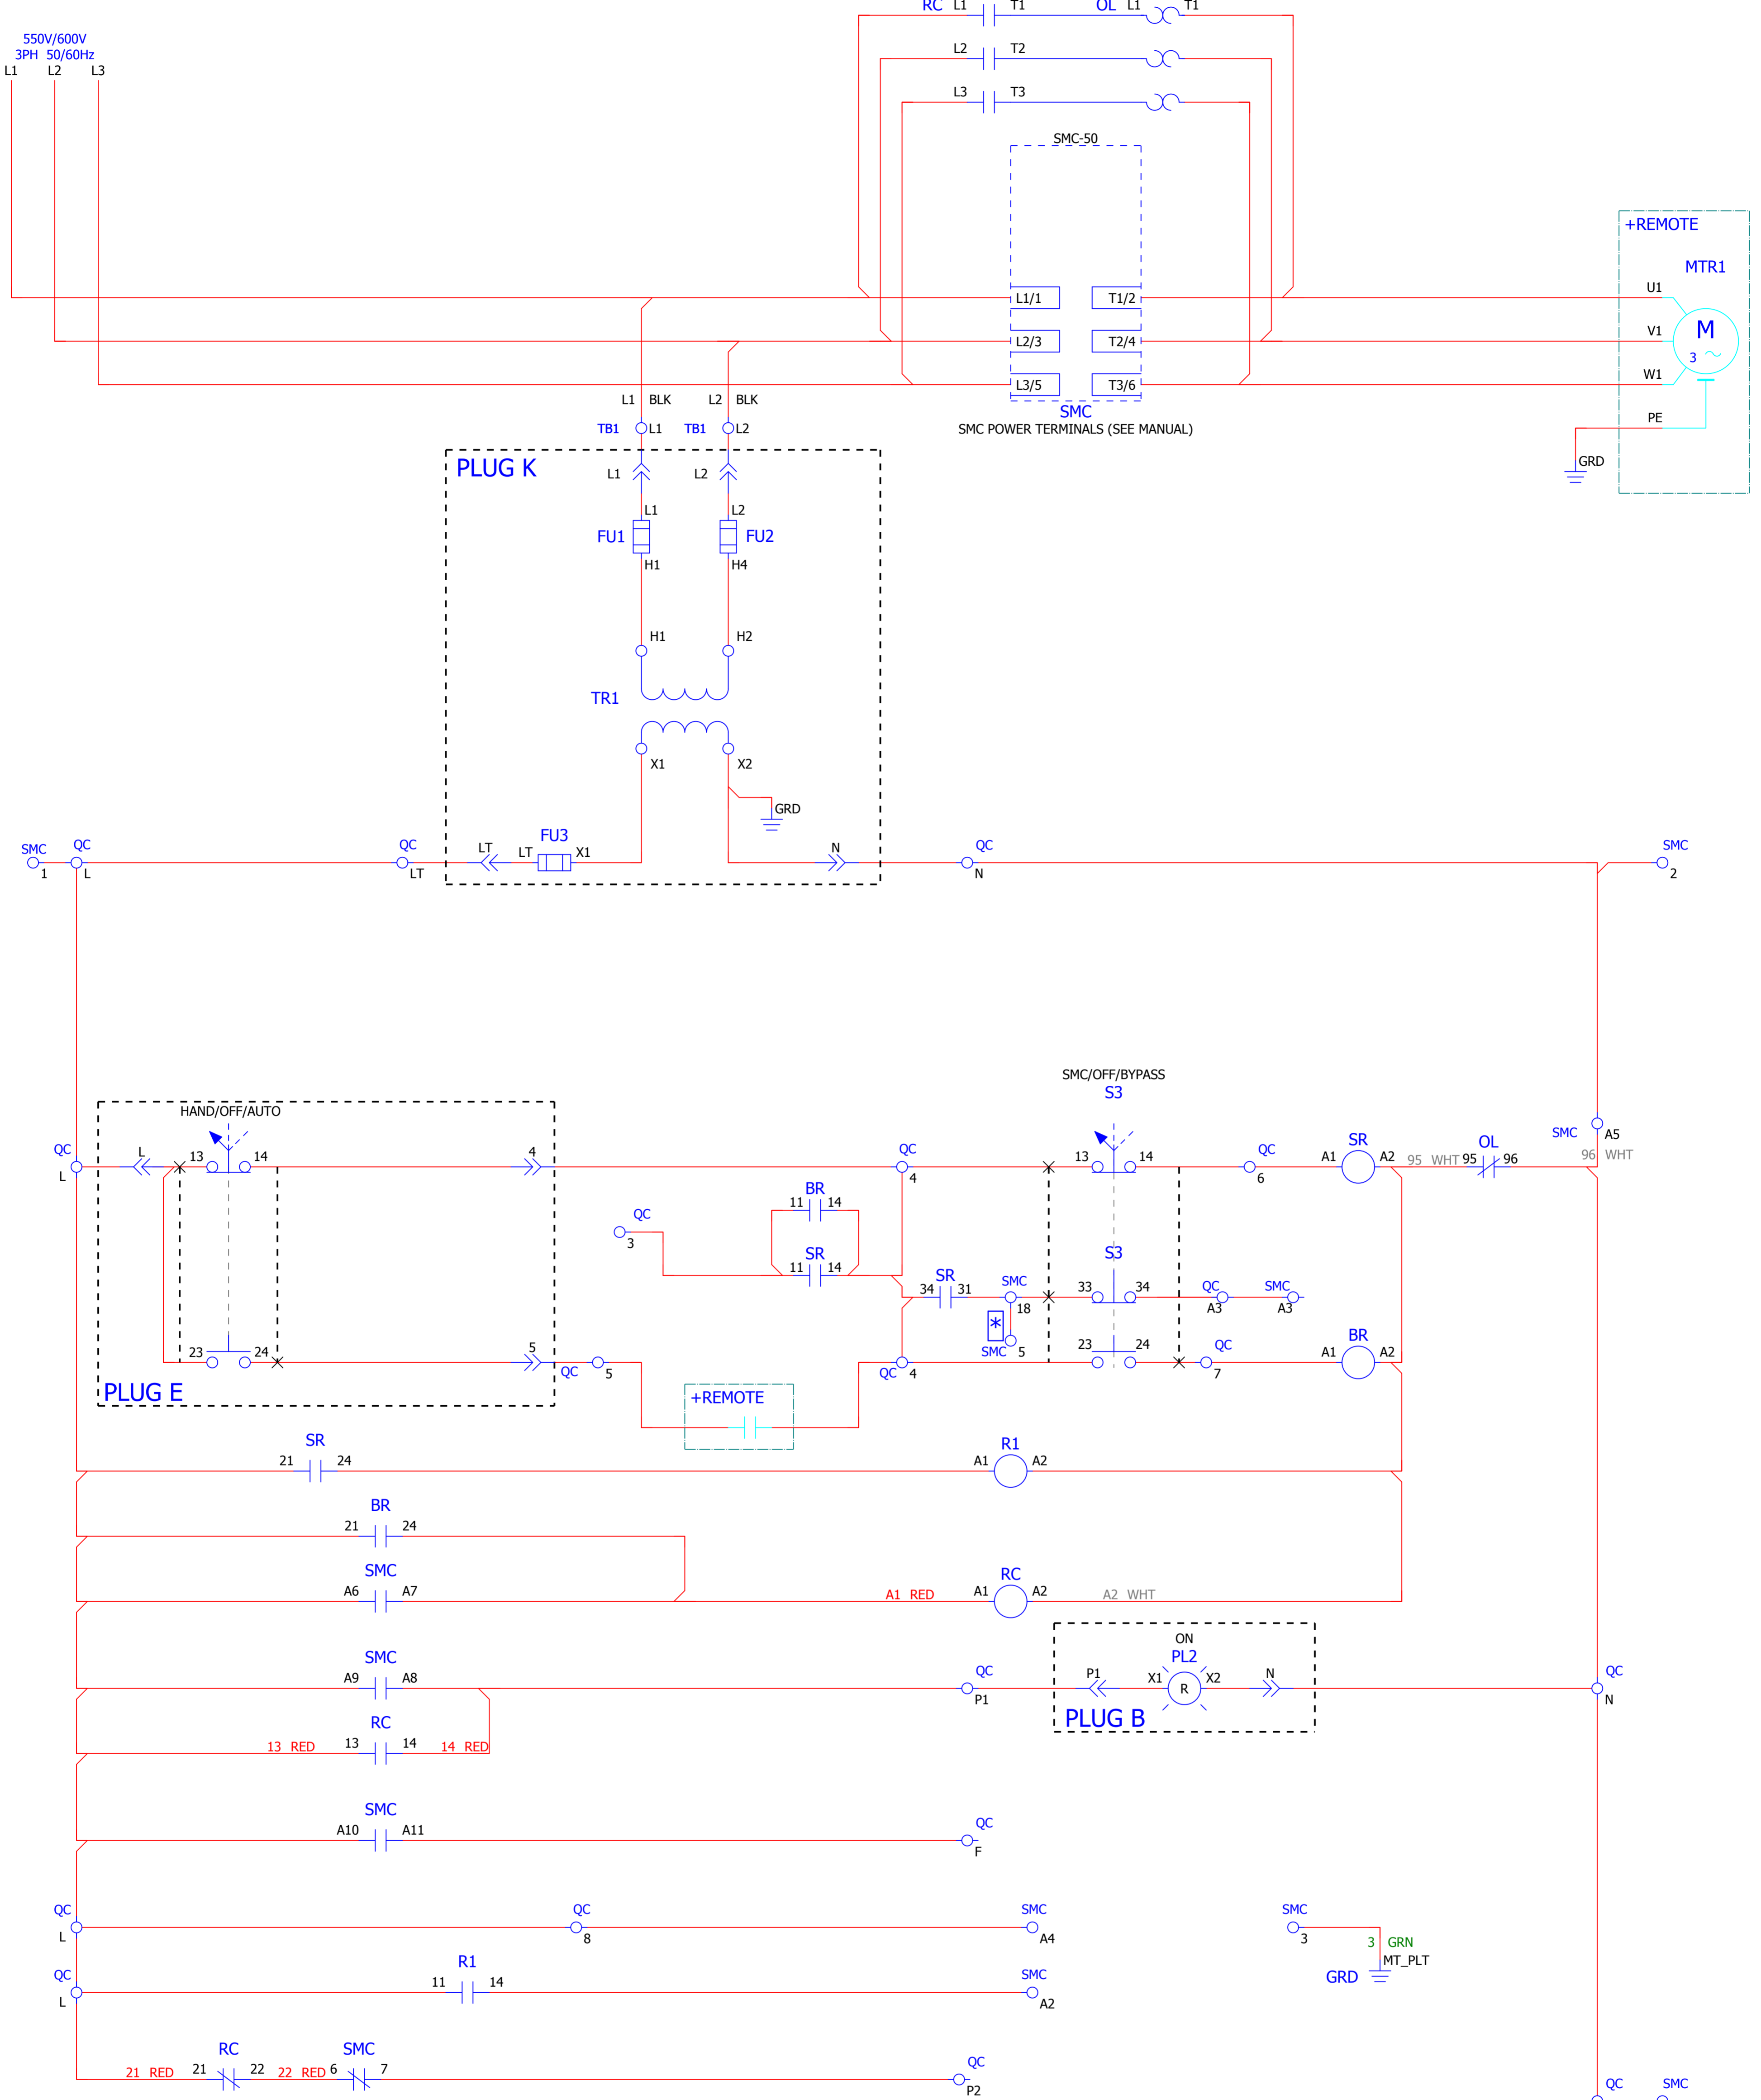 RC L1 T1 OL L1 T1
550V/600V
3PH 50/60Hz
L1 L2 L3
L2 T2
L3 T3
SMC-50
+REMOTE
MTR1
L1/1 T1/2 U1
L2/3 T2/4 V1 M
3
L3/5 T3/6 W1
L1 BLK L2 BLK
SMC
PE
TB1 L1 TB1 L2
SMC POWER TERMINALS (SEE MANUAL)
PLUG K
L1 L2
GRD
L1 L2
FU1 FU2
H1 H4
H1 H2
TR1
X1 X2
GRD
SMC QC QC LT LT FU3 X1 N QC SMC
1 L LT N 2
SMC/OFF/BYPASS
S3
HAND/OFF/AUTO
SMC A5
QC L 13 14 4 QC 13 14 QC SR OL
A1 A2 95 WHT 95 96 96 WHT
L 4 6
BR
11 14
QC
3
SR
11 14
S3
SR
34 31 SMC 33 34 QC SMC
18 A3 A3
*
SMC 5
23 24 5 23 24 QC BR
A1 A2
QC 5 QC 4 7
PLUG E
+REMOTE
SR R1
21 24 A1 A2
BR
21 24
SMC RC
A6 A7 A1 RED A1 A2 A2 WHT
ON
PL2
SMC
A9 A8 QC P1 X1 R X2 N QC
P1 N
PLUG B
RC
13 RED 13 14 14 RED
SMC
A10 A11 QC
F
QC QC SMC SMC
L 8 A4 3
3 GRN
MT_PLT
GRD
QC R1 SMC
11 14
L A2
RC SMC
21 RED 21 22 22 RED 6 7 QC
P2
QC SMC